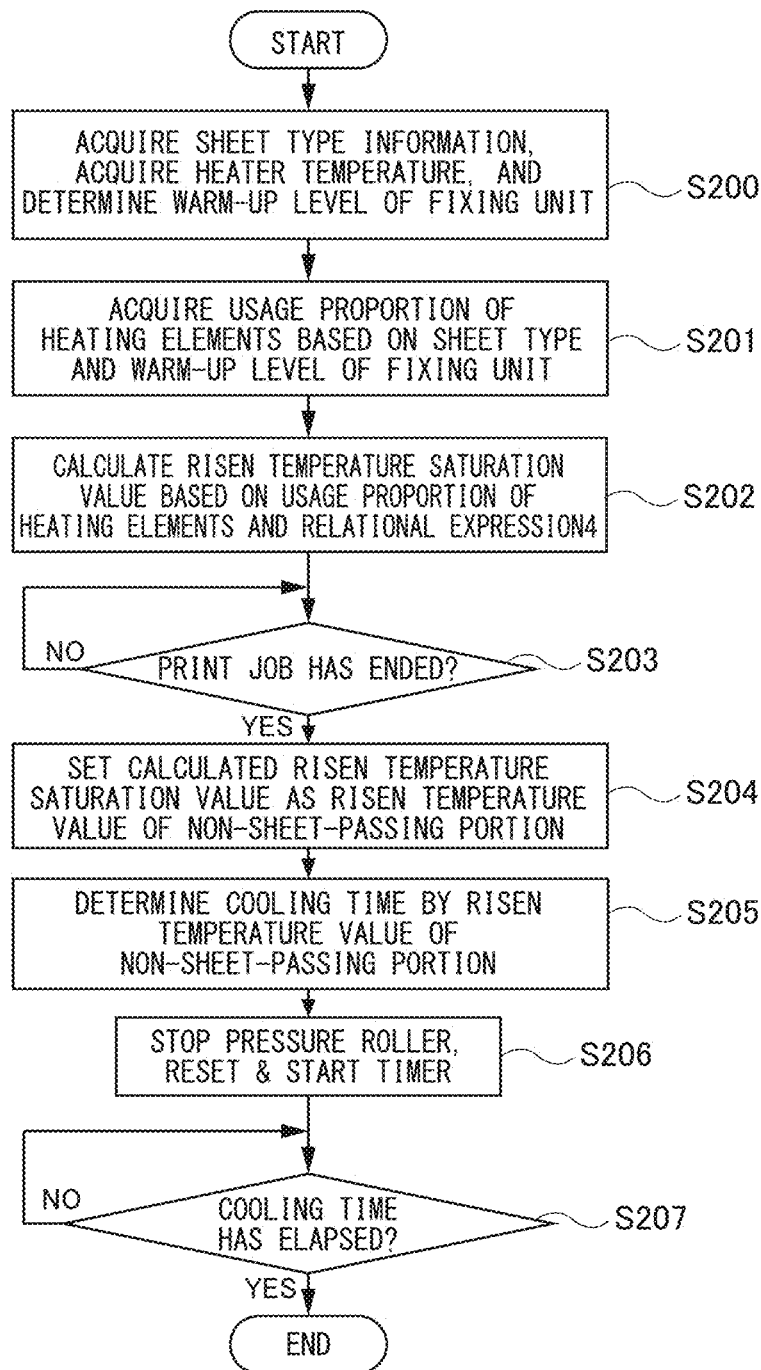 START
ACQUIRE SHEET TYPE INFORMATION,
ACQUIRE HEATER TEMPERATURE, AND
DETERMINE WARM-UP LEVEL OF FIXING UNIT
S200
ACQUIRE USAGE PROPORTION OF
HEATING ELEMENTS BASED ON SHEET TYPE
AND WARM-UP LEVEL OF FIXING UNIT
S201
CALCULATE RISEN TEMPERATURE SATURATION
VALUE BASED ON USAGE PROPORTION OF
HEATING ELEMENTS AND RELATIONAL EXPRESSION4
S202
NO
PRINT JOB HAS ENDED?
S203
YES
SET CALCULATED RISEN TEMPERATURE
SATURATION VALUE AS RISEN TEMPERATURE
VALUE OF NON-SHEET-PASSING PORTION
S204
DETERMINE COOLING TIME BY RISEN
TEMPERATURE VALUE OF
NON-SHEET-PASSING PORTION
S205
STOP PRESSURE ROLLER,
RESET & START TIMER
S206
NO
COOLING TIME
HAS ELAPSED?
S207
YES
END